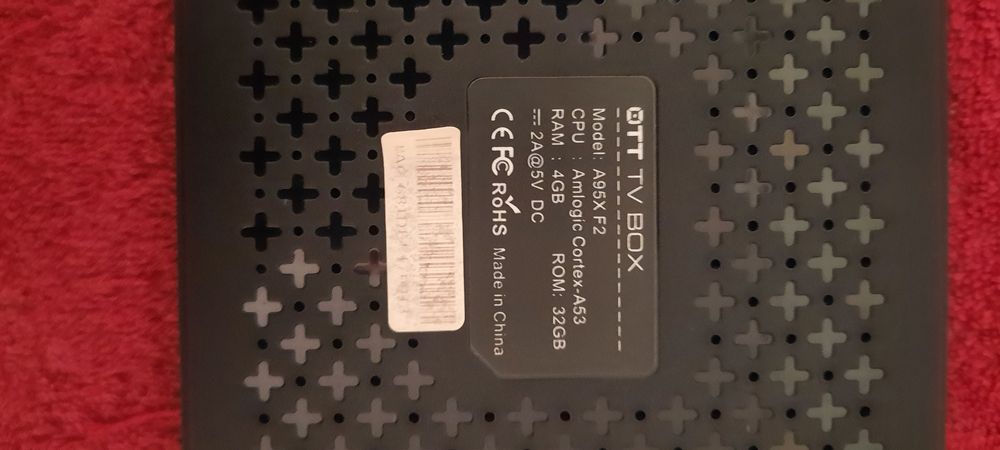 OTT TV BOX
Model: A95X F2
CPU : Amlogic Cortex-A53
RAM : 4GB ROM: 32GB
2A@5V DC
CE FC RoHS Made in China